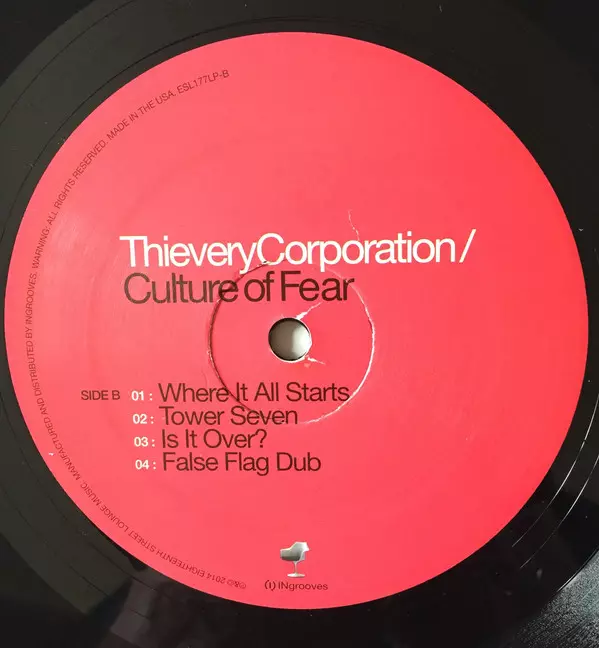 ThieveryCorporation/
Culture of Fear
SIDE B 01 : Where It All Starts
02 : Tower Seven
03 : Is It Over?
04 : False Flag Dub
INgrooves
℗© 2014 EIGHTEENTH STREET LOUNGE MUSIC. MANUFACTURED AND DISTRIBUTED BY INGROOVES. WARNING: ALL RIGHTS RESERVED. MADE IN THE USA. ESL177LP-B